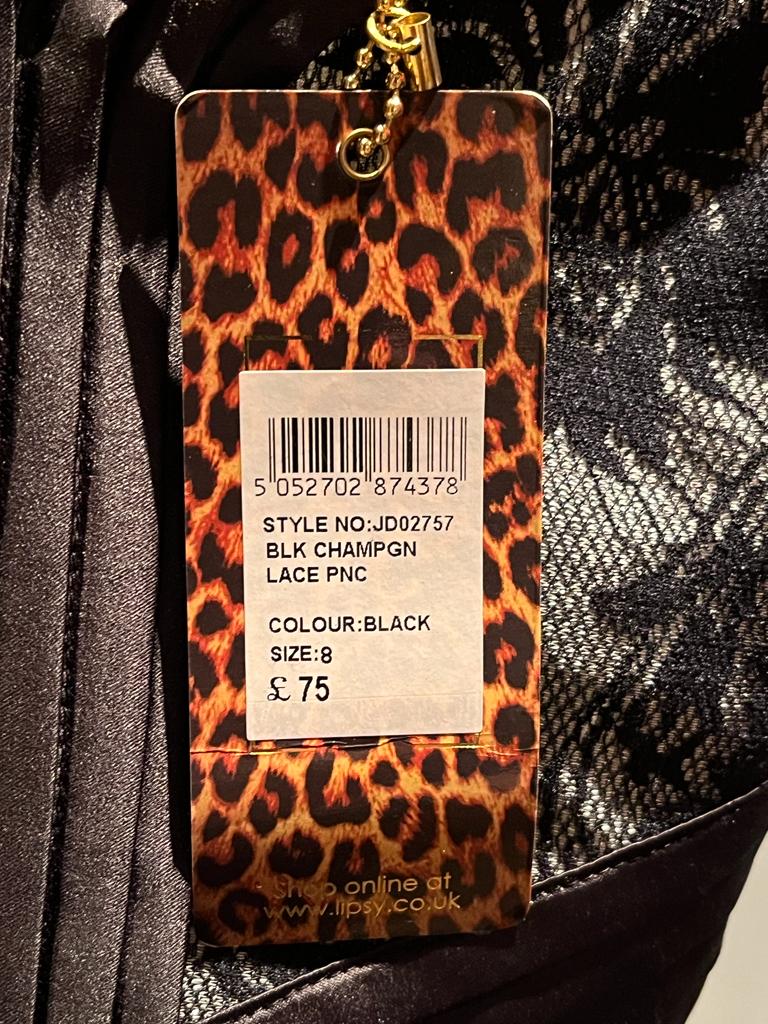 5 052702 874378
STYLE NO:JD02757
BLK CHAMPGN
LACE PNC
COLOUR:BLACK
SIZE:8
£ 75
Shop online at
www.lipsy.co.uk